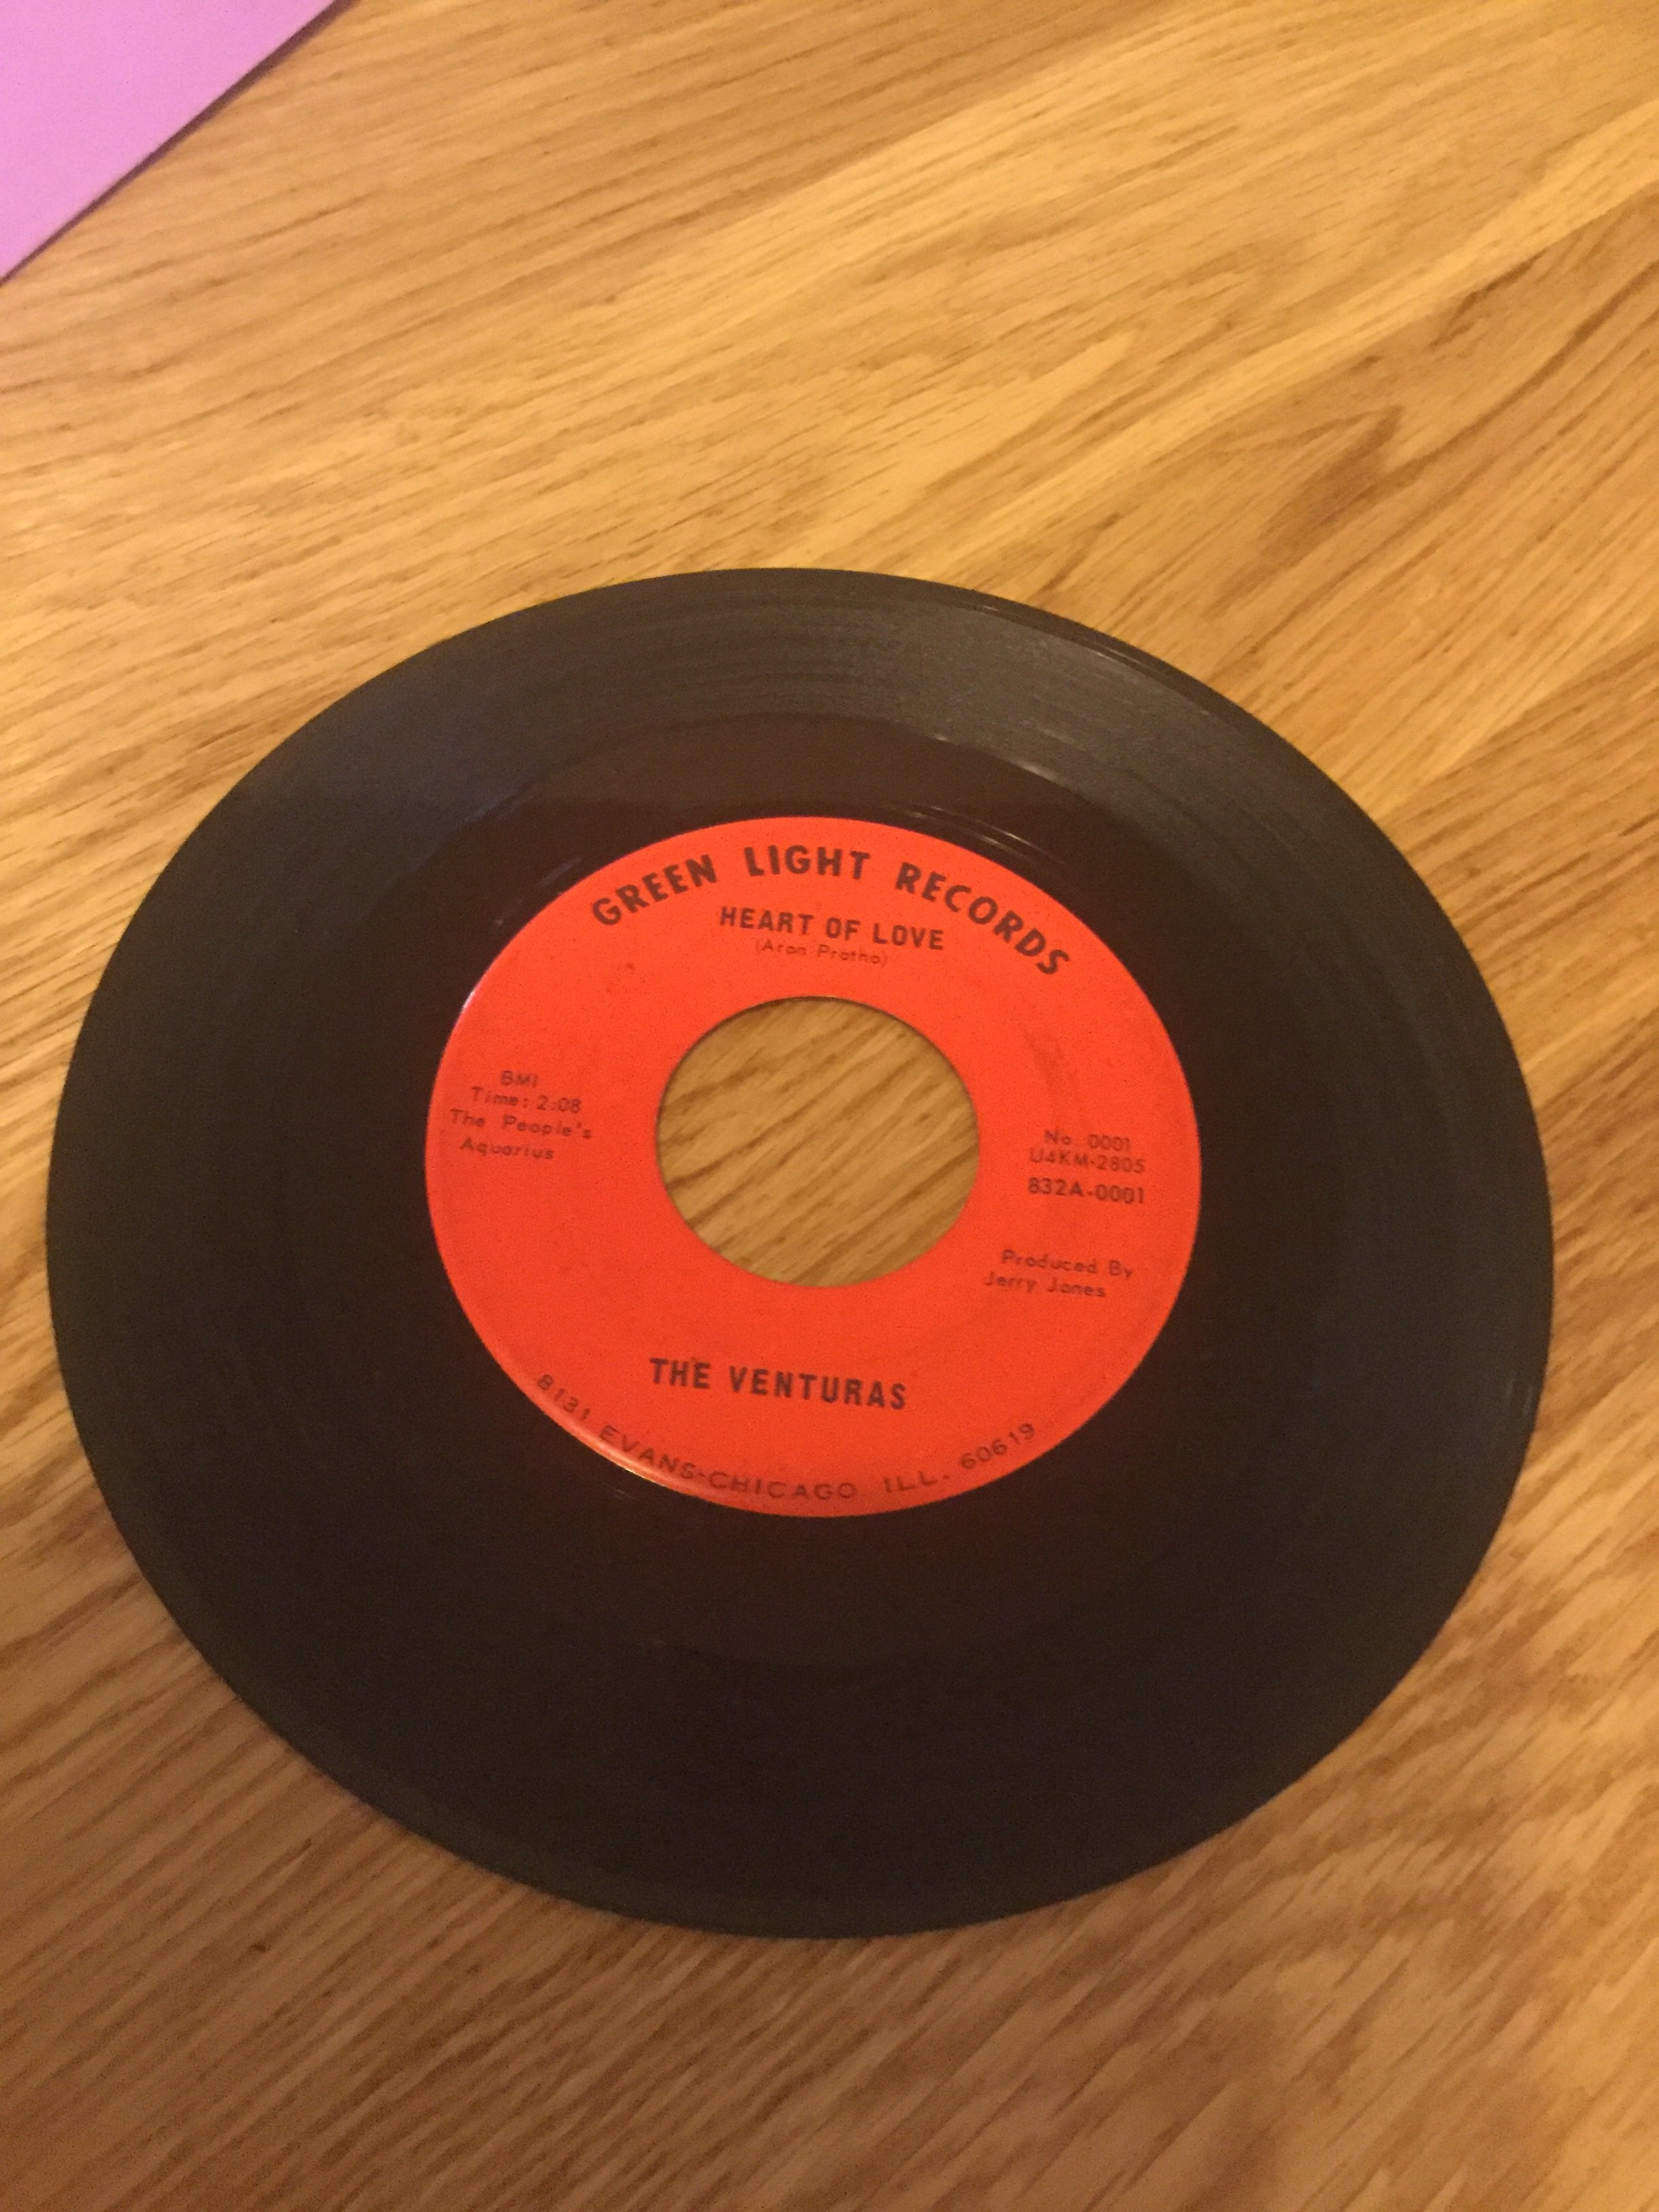 GREEN LIGHT RECORDS
HEART OF LOVE
(Aron Protho)
BMI
Time: 2:08
The People's
Aquarius
No. 0001
U4KM-2805
832A-0001
Produced By
Jerry Jones
THE VENTURAS
8131 EVANS-CHICAGO, ILL. 60619